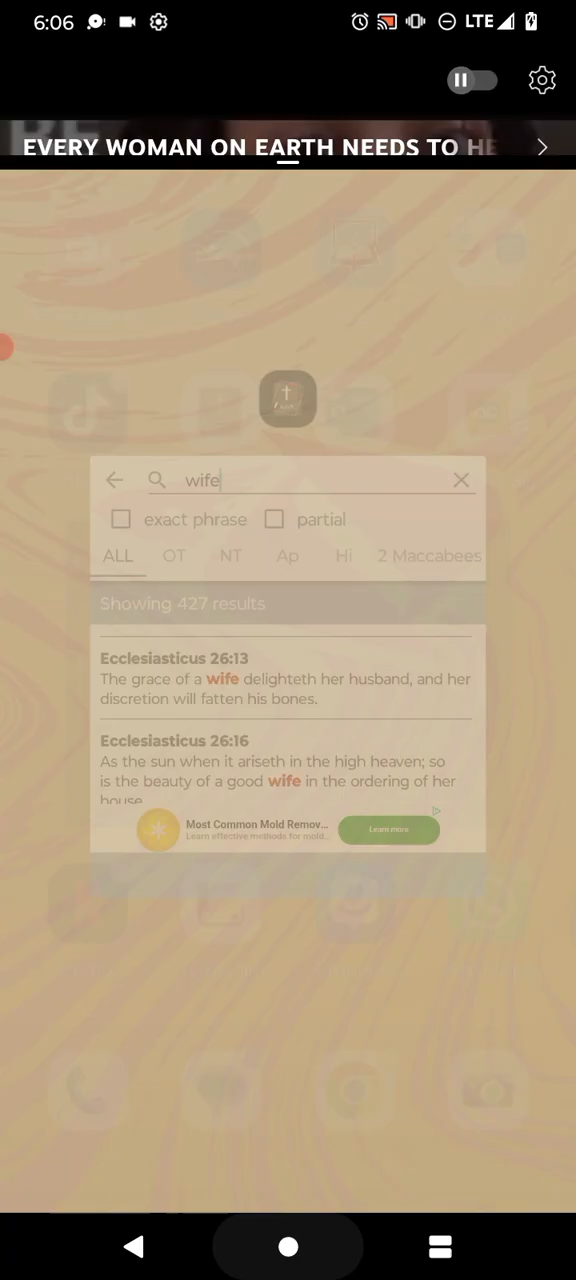 6:06 LTE
EVERY WOMAN ON EARTH NEEDS TO HE
wife
exact phrase partial
ALL OT NT Ap Hi 2 Maccabees
Showing 427 results
Ecclesiasticus 26:13
The grace of a wife delighteth her husband, and her
discretion will fatten his bones.
Ecclesiasticus 26:16
As the sun when it ariseth in the high heaven; so
is the beauty of a good wife in the ordering of her
house
Most Common Mold Remov...
Learn effective methods for mold...
Learn more